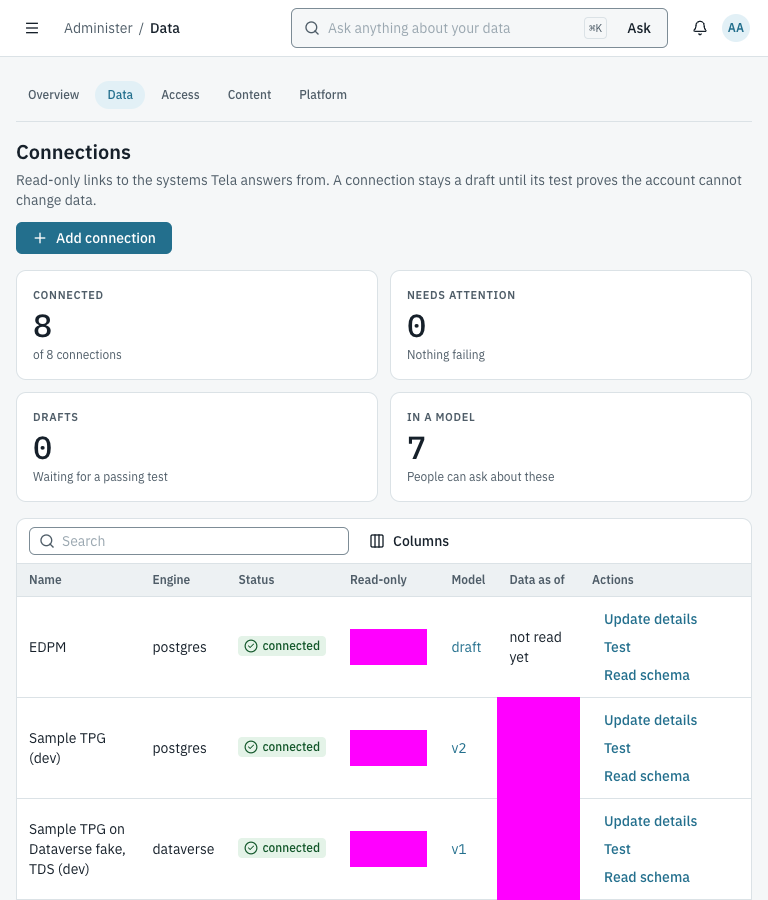 Administer / Data
Ask anything about your data
⌘K
Ask
AA
Overview Data Access Content Platform
Connections
Read-only links to the systems Tela answers from. A connection stays a draft until its test proves the account cannot
change data.
Add connection
CONNECTED
8
of 8 connections
NEEDS ATTENTION
0
Nothing failing
DRAFTS
0
Waiting for a passing test
IN A MODEL
7
People can ask about these
Search
Columns
Name Engine Status Read-only Model Data as of Actions
EDPM postgres connected draft not read
yet
Update details
Test
Read schema
Sample TPG
(dev)
postgres connected v2
Update details
Test
Read schema
Sample TPG on
Dataverse fake,
TDS (dev)
dataverse connected v1
Update details
Test
Read schema